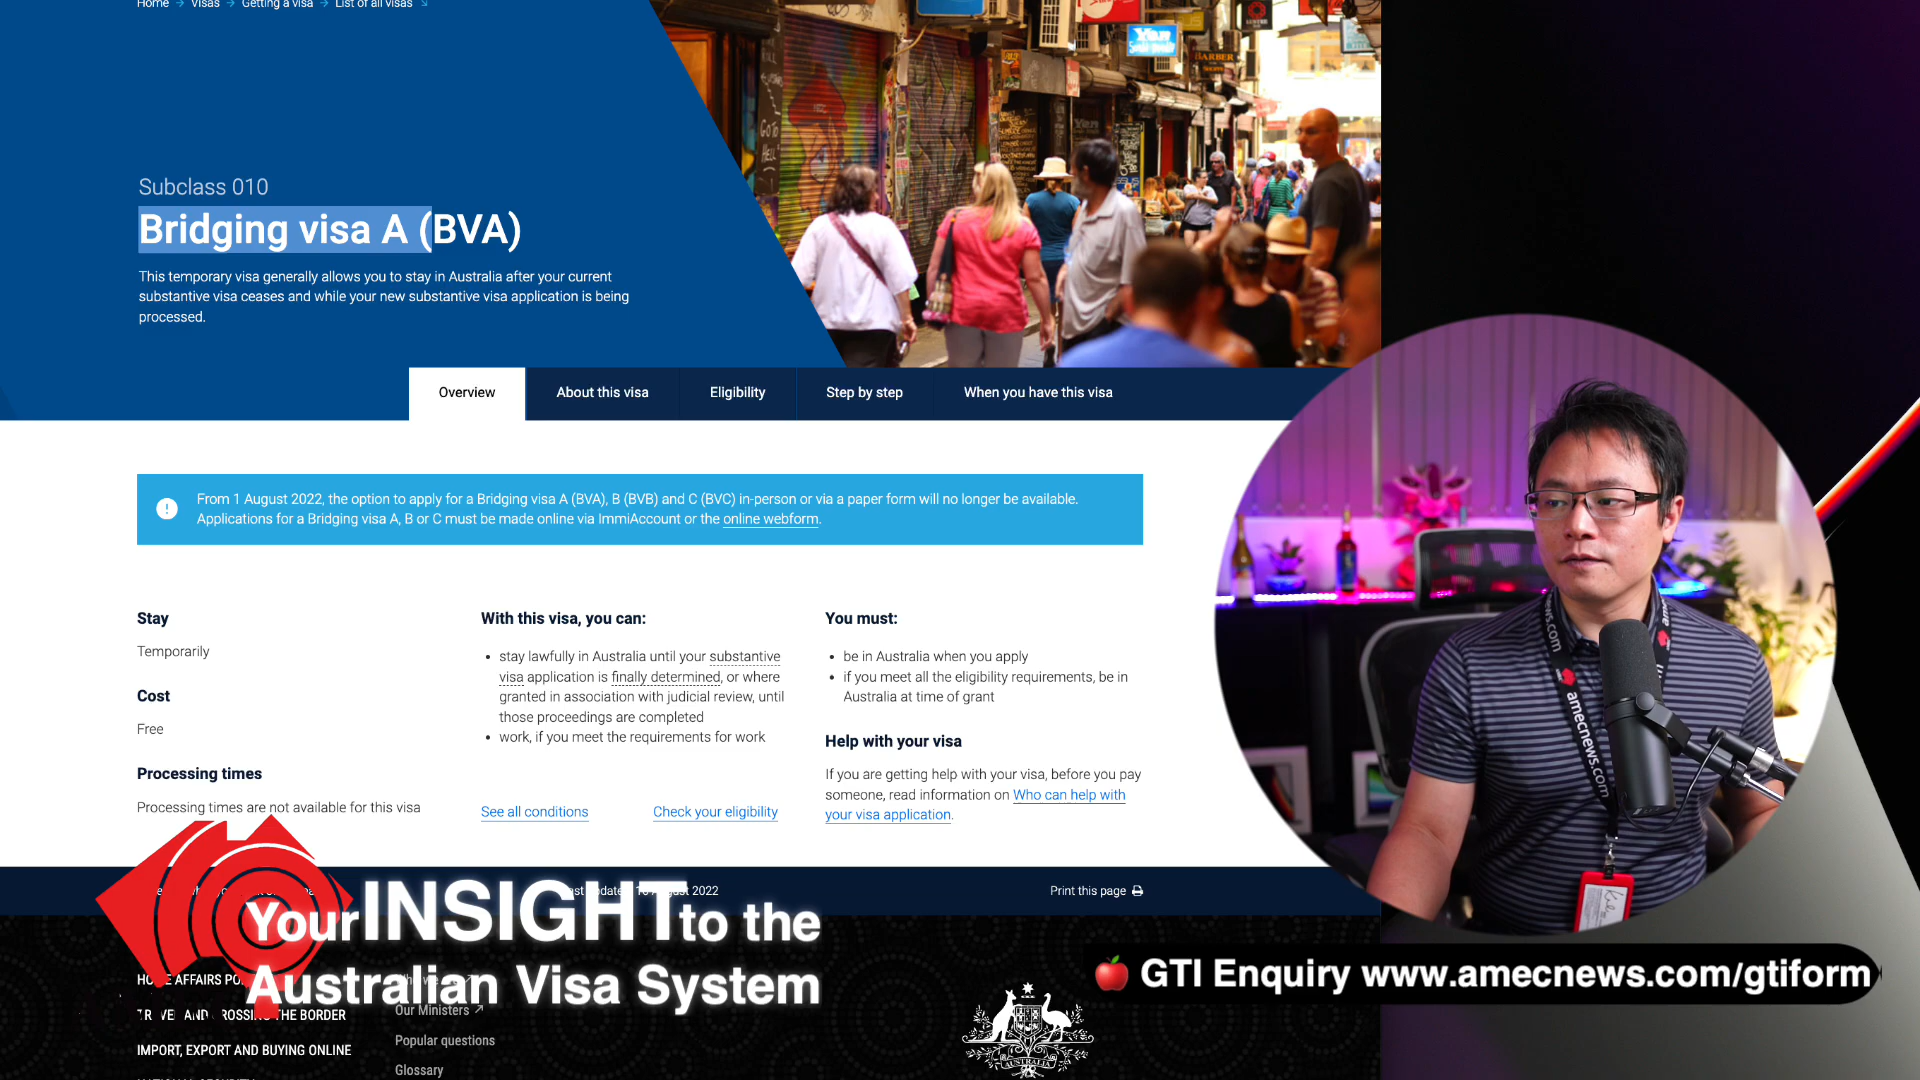 Home → Visas → Getting a visa → List of all visas ↘
Subclass 010
Bridging visa A (BVA)
This temporary visa generally allows you to stay in Australia after your current
substantive visa ceases and while your new substantive visa application is being
processed.
Overview
About this visa
Eligibility
Step by step
When you have this visa
From 1 August 2022, the option to apply for a Bridging visa A (BVA), B (BVB) and C (BVC) in-person or via a paper form will no longer be available.
Applications for a Bridging visa A, B or C must be made online via ImmiAccount or the online webform.
Stay
Temporarily
Cost
Free
Processing times
Processing times are not available for this visa
With this visa, you can:
• stay lawfully in Australia until your substantive
visa application is finally determined, or where
granted in association with judicial review, until
those proceedings are completed
• work, if you meet the requirements for work
See all conditions
Check your eligibility
You must:
• be in Australia when you apply
• if you meet all the eligibility requirements, be in
Australia at time of grant
Help with your visa
If you are getting help with your visa, before you pay
someone, read information on Who can help with
your visa application.
2022
Print this page
Your INSIGHT to the
Australian Visa System
AFFAIRS
THE BORDER
IMPORT, EXPORT AND BUYING ONLINE
Our Ministers ↗
Popular questions
Glossary
AUSTRALIA
GTI Enquiry www.amecnews.com/gtiform
amecnews.com
BARBER